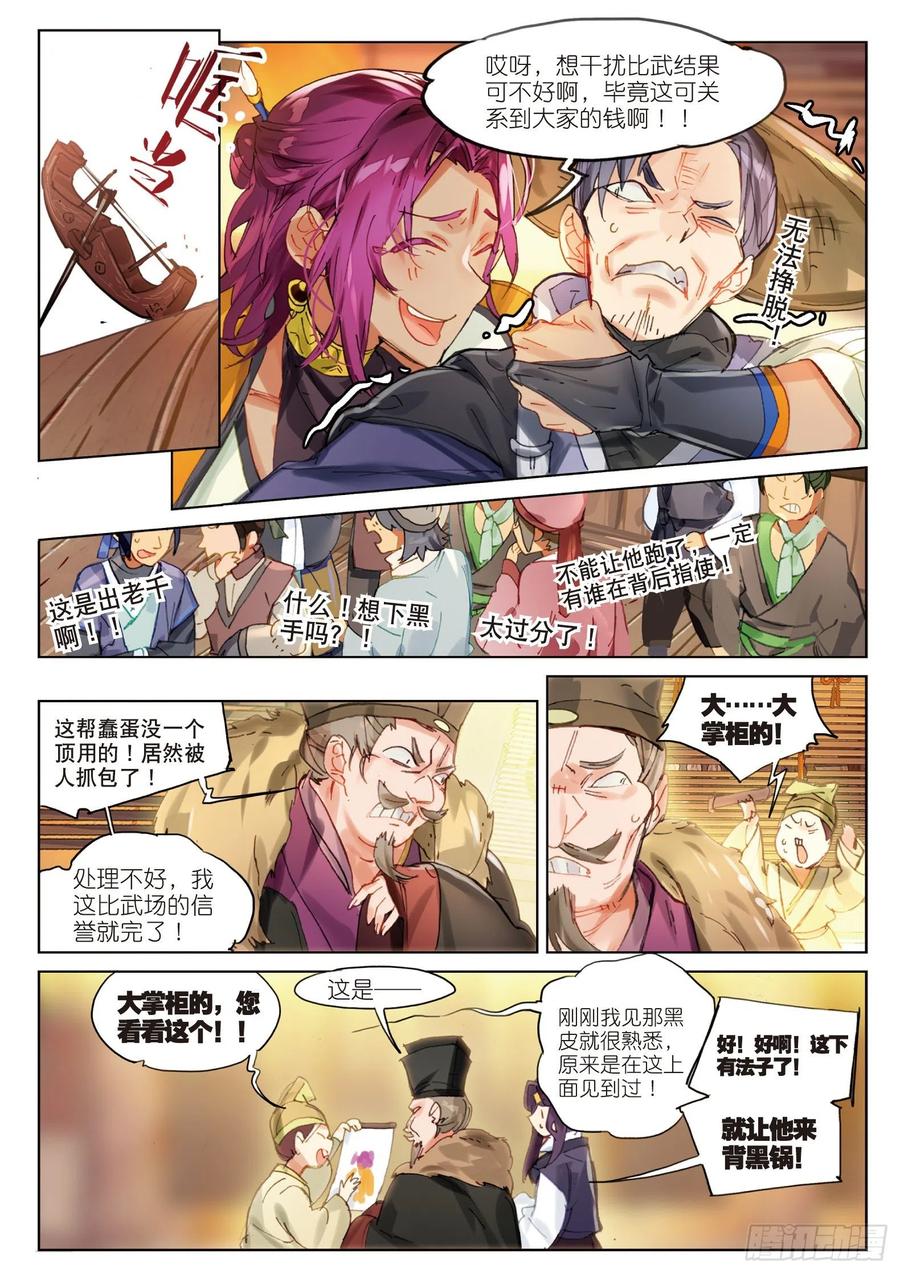 哐当
哎呀，想干扰比武结果
可不好啊，毕竟这可关
系到大家的钱啊！！
无法挣脱！
这是出老千
啊！！
什么！想下黑
手吗？！
太过分了！
不能让他跑了，一定
有谁在背后指使！
这帮蠢蛋没一个
顶用的！居然被
人抓包了！
处理不好，我
这比武场的信
誉就完了！
大……大
掌柜的！
大掌柜的，您
看看这个！！
这是——
刚刚我见那黑
皮就很熟悉，
原来是在这上
面见到过！
好！好啊！这下
有法子了！
就让他来
背黑锅！
腾讯动漫